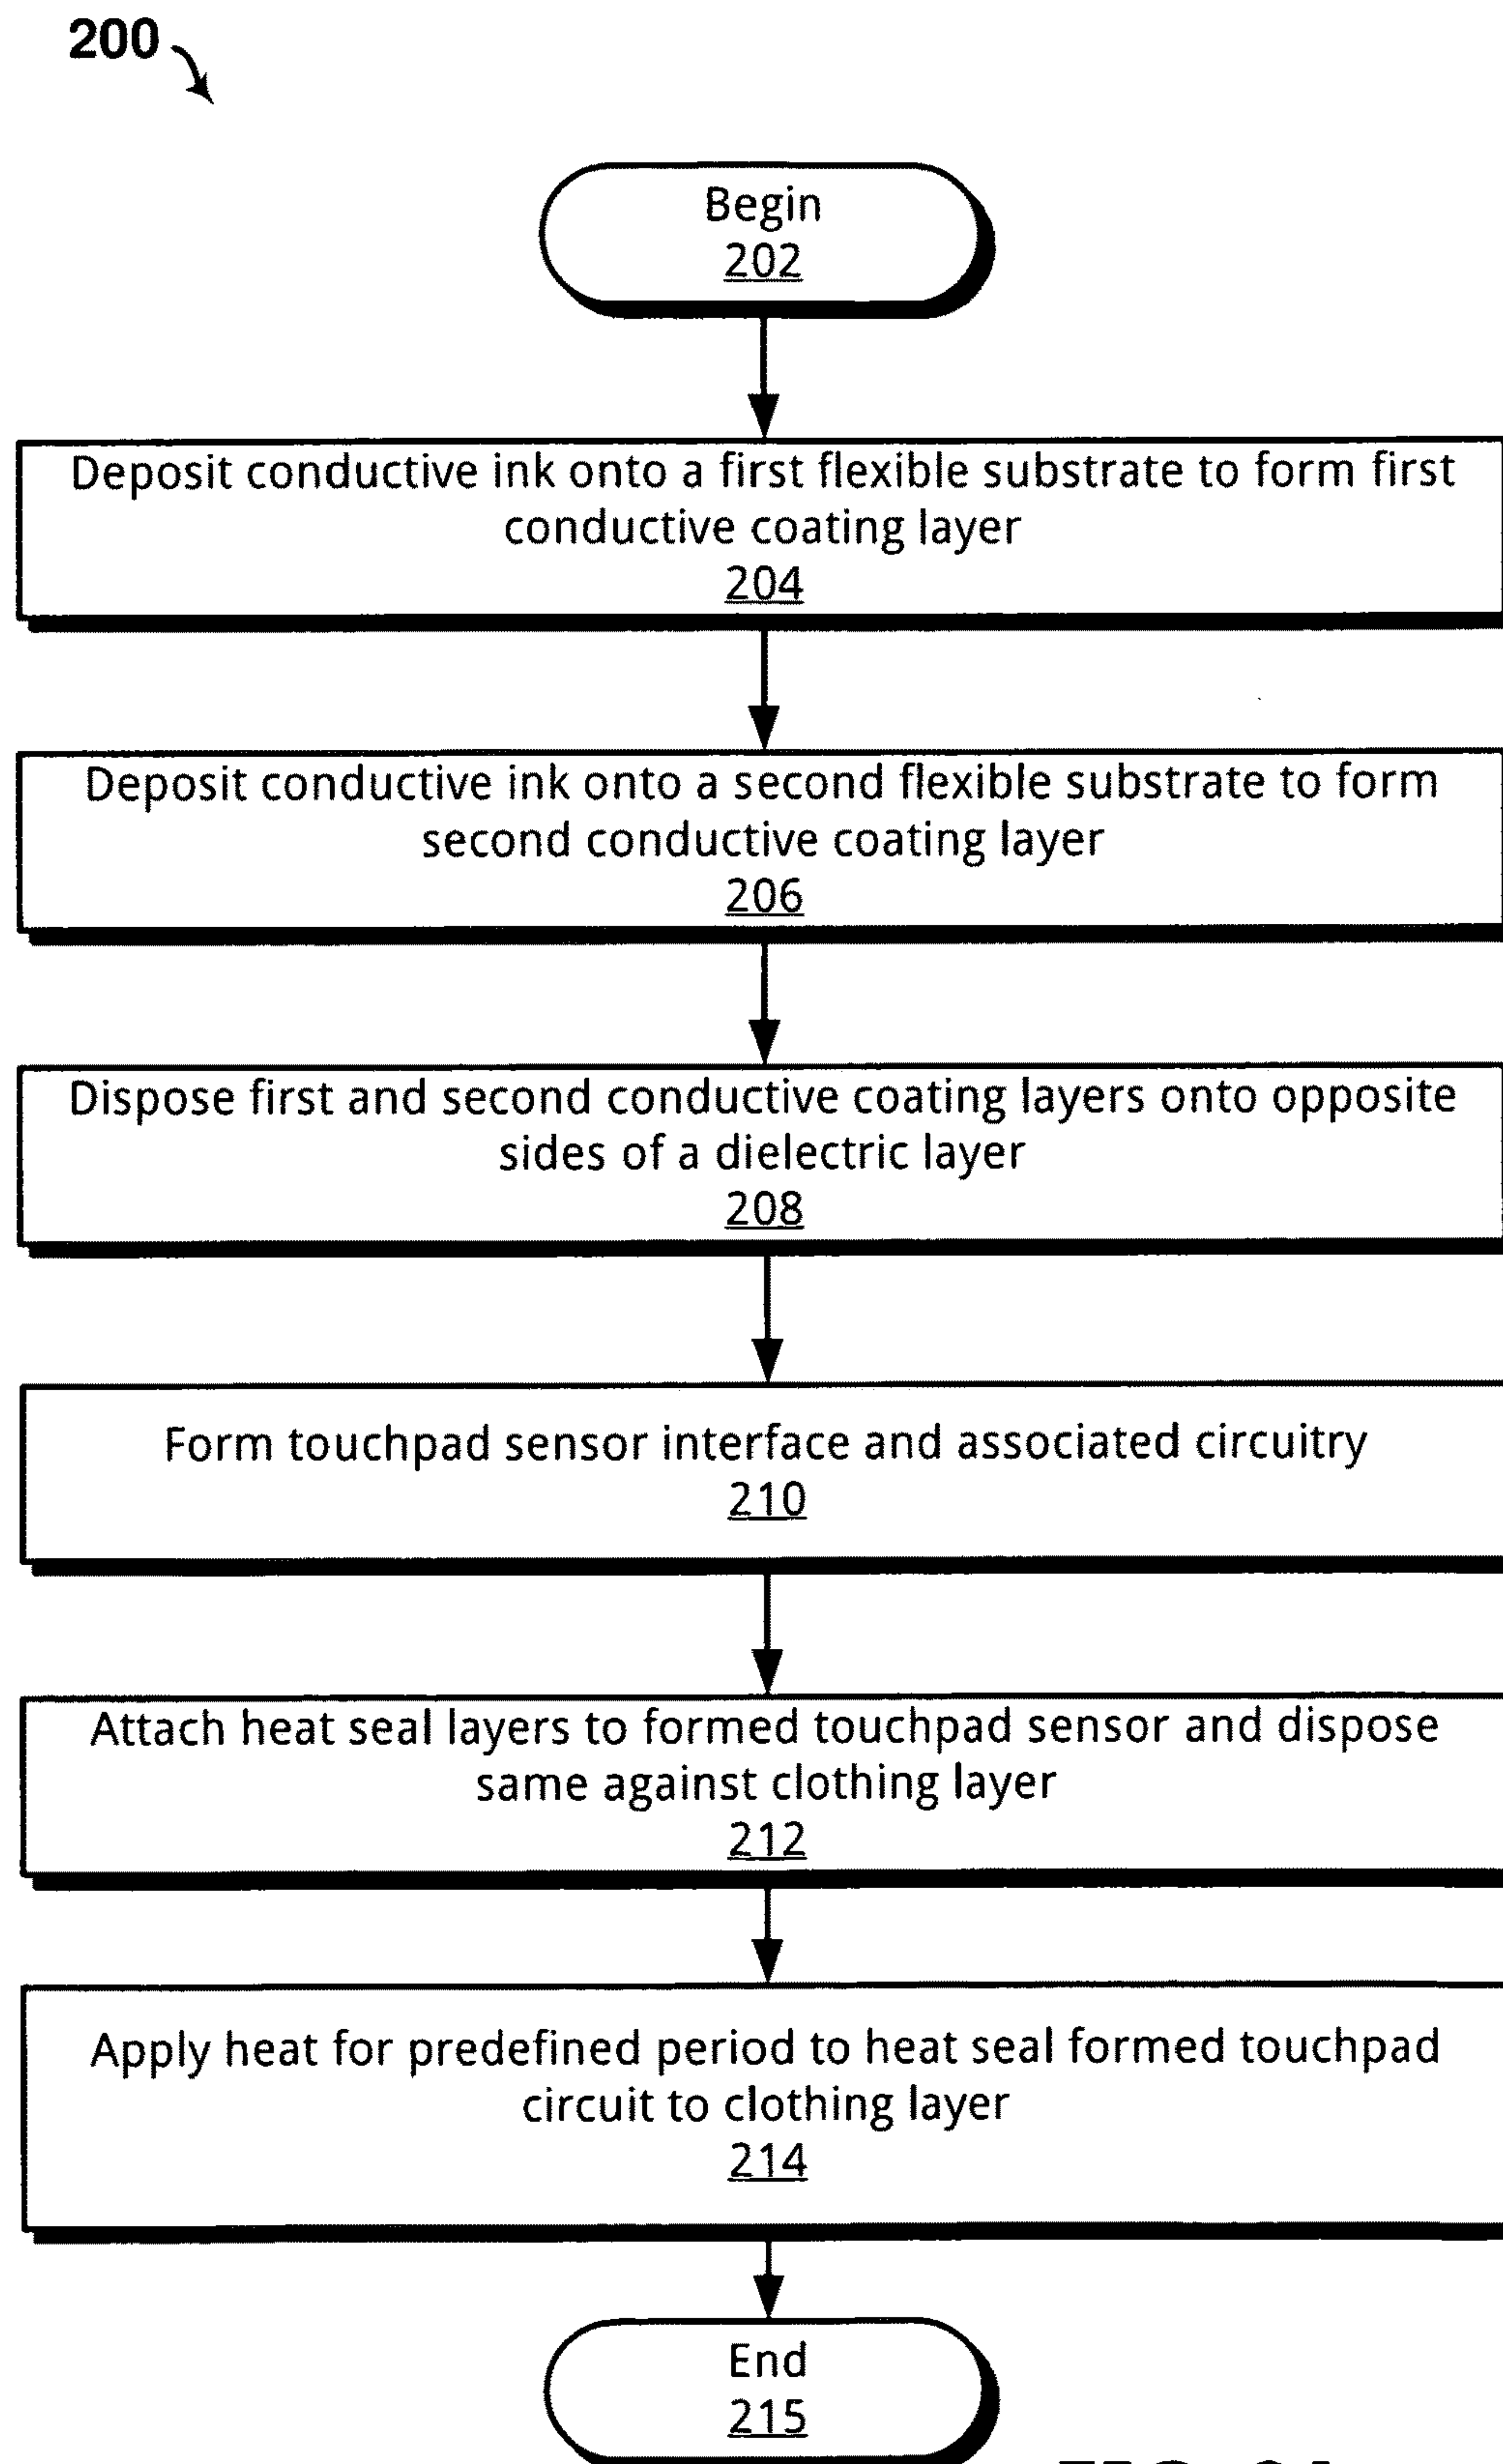 200
Begin
202
Deposit conductive ink onto a first flexible substrate to form first
conductive coating layer
204
Deposit conductive ink onto a second flexible substrate to form
second conductive coating layer
206
Dispose first and second conductive coating layers onto opposite
sides of a dielectric layer
208
Form touchpad sensor interface and associated circuitry
210
Attach heat seal layers to formed touchpad sensor and dispose
same against clothing layer
212
Apply heat for predefined period to heat seal formed touchpad
circuit to clothing layer
214
End
215